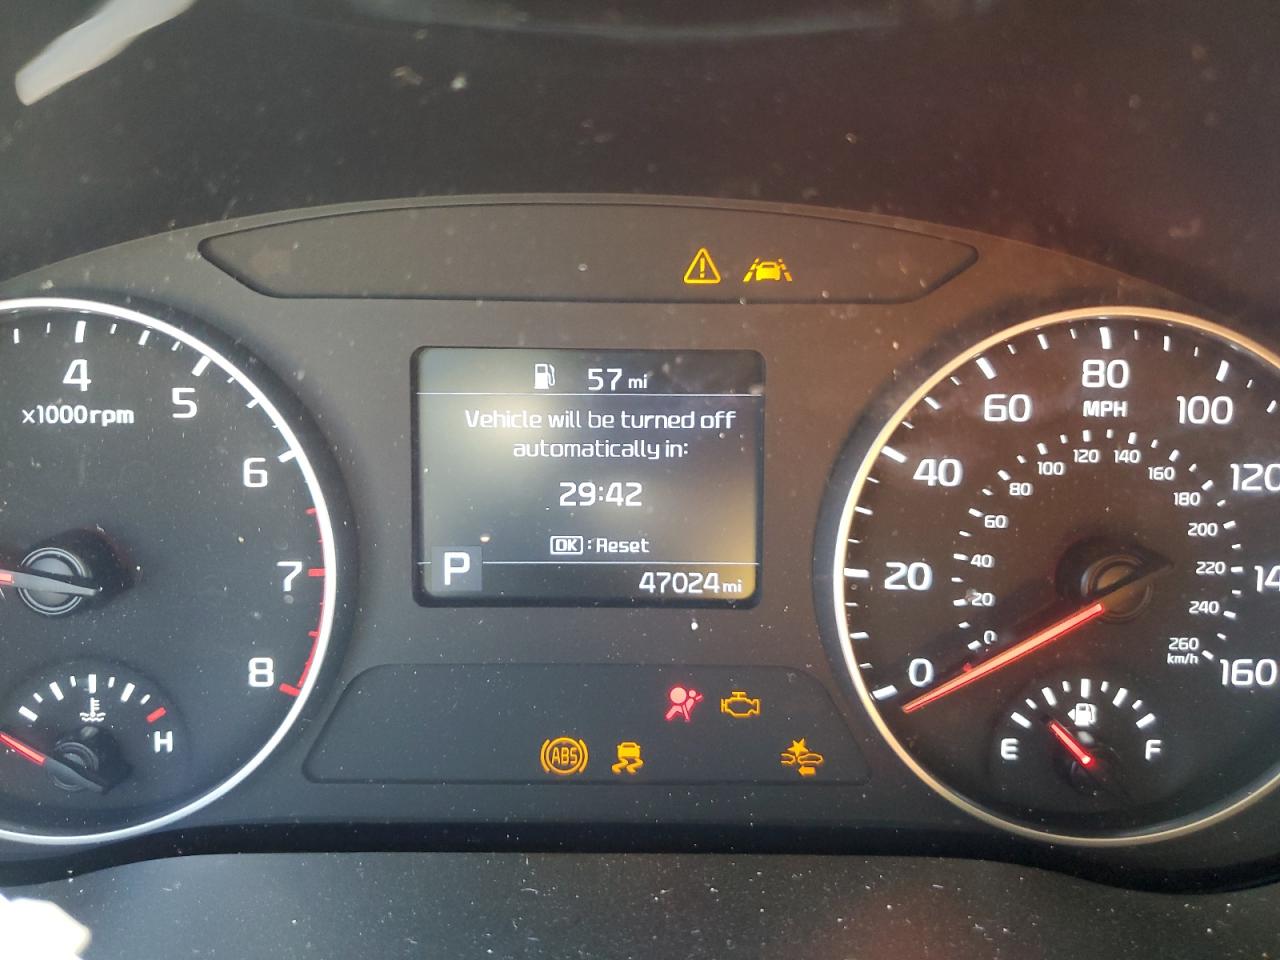 57 mi
Vehicle will be turned off
automatically in:
29:42
OK : Reset
P
47024 mi
4
x1000rpm
5
6
7
8
H
ABS
0
20
40
60
80
MPH
100
120
14
160
0
20
40
60
80
100
120
140
160
180
200
220
240
260
km/h
E
F